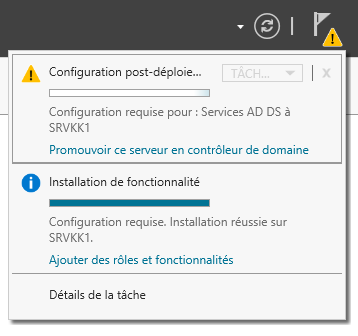 Configuration post-déploie...
TÂCH...
X
Configuration requise pour : Services AD DS à
SRVKK1
Promouvoir ce serveur en contrôleur de domaine
Installation de fonctionnalité
Configuration requise. Installation réussie sur
SRVKK1.
Ajouter des rôles et fonctionnalités
Détails de la tâche